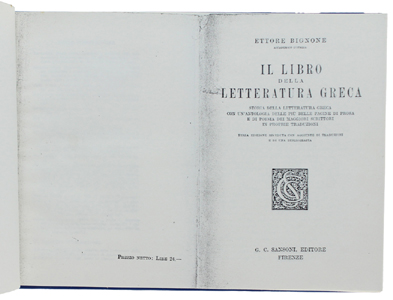 ETTORE BIGNONE
IL LIBRO
DELLA
LETTERATURA GRECA
STORIA DELLA LETTERATURA GRECA
CON UN'ANTOLOGIA DELLE PIÙ BELLE PAGINE DI PROSA
E DI POESIA DEI MAGGIORI SCRITTORI
IN
TRADUZIONI
G. C. SANSONI, EDITORE
FIRENZE
PREZZO NETTO: LIRE 24.—